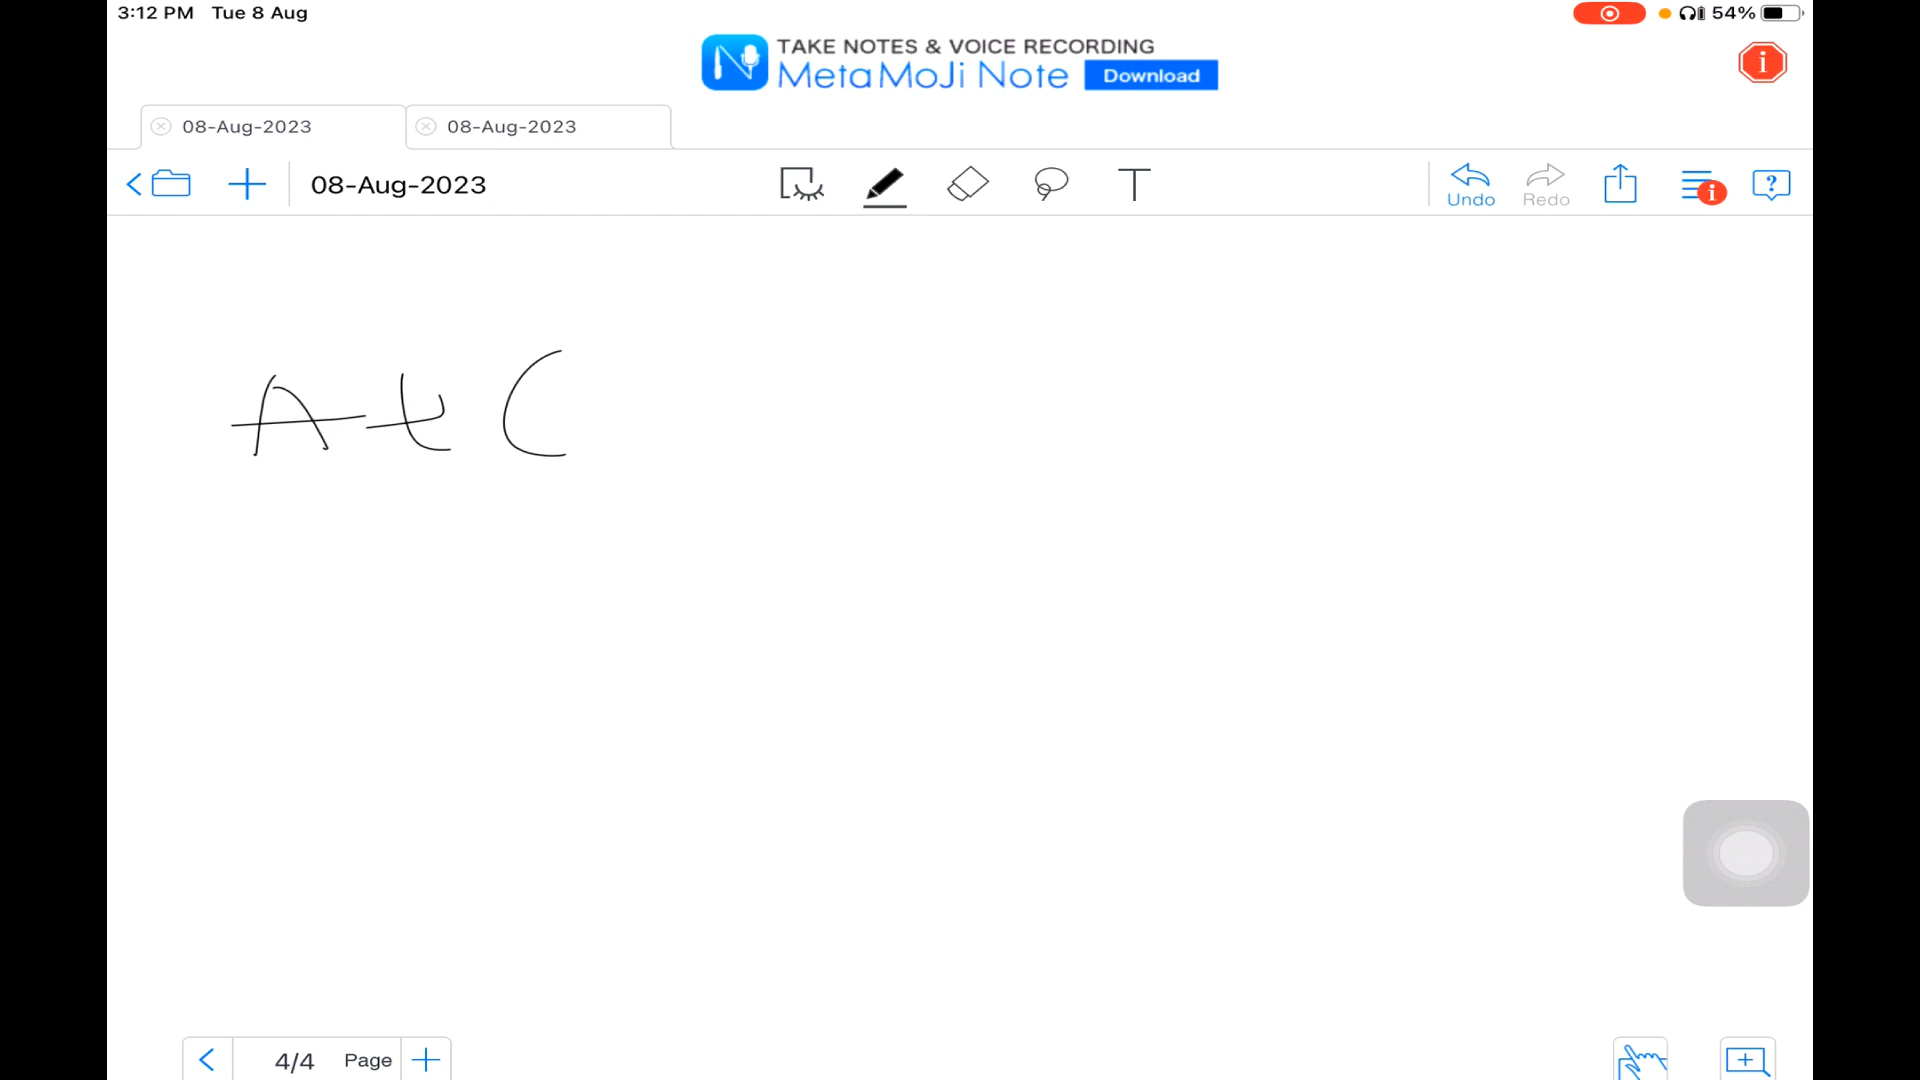 3:12 PM Tue 8 Aug 54%
TAKE NOTES & VOICE RECORDING
MetaMoJi Note Download
08-Aug-2023 08-Aug-2023
08-Aug-2023 T Undo Redo
At C
4/4 Page